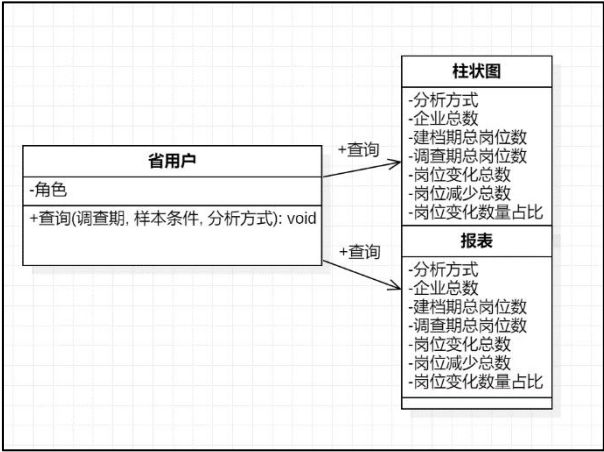 省用户
-角色
+查询(调查期, 样本条件, 分析方式): void
+查询
+查询
柱状图
-分析方式
-企业总数
-建档期总岗位数
-调查期总岗位数
-岗位变化总数
-岗位减少总数
-岗位变化数量占比
报表
-分析方式
-企业总数
-建档期总岗位数
-调查期总岗位数
-岗位变化总数
-岗位减少总数
-岗位变化数量占比